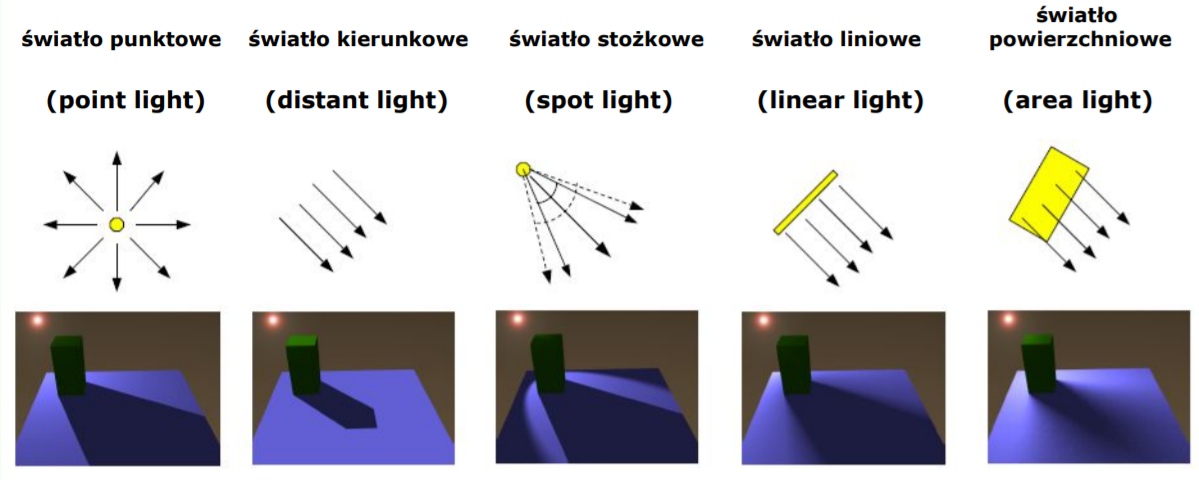 światło punktowe
(point light)
światło kierunkowe
(distant light)
światło stożkowe
(spot light)
światło liniowe
(linear light)
światło
powierzchniowe
(area light)